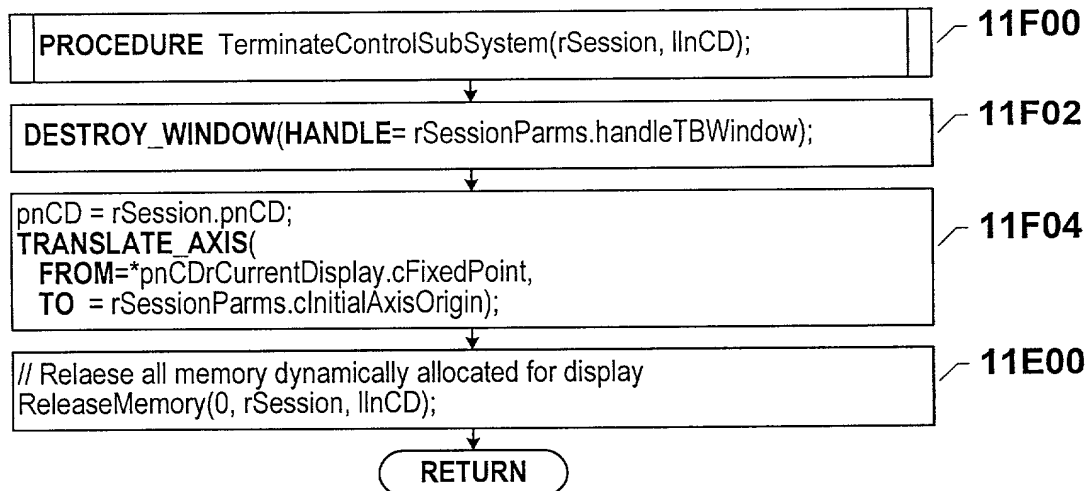 PROCEDURE TerminateControlSubSystem(rSession, llnCD);
11F00
DESTROY_WINDOW(HANDLE= rSessionParms.handleTBWindow);
11F02
pnCD = rSession.pnCD;
TRANSLATE_AXIS(
FROM=*pnCDrCurrentDisplay.cFixedPoint,
TO = rSessionParms.cInitialAxisOrigin);
11F04
// Relaese all memory dynamically allocated for display
ReleaseMemory(0, rSession, llnCD);
11E00
RETURN